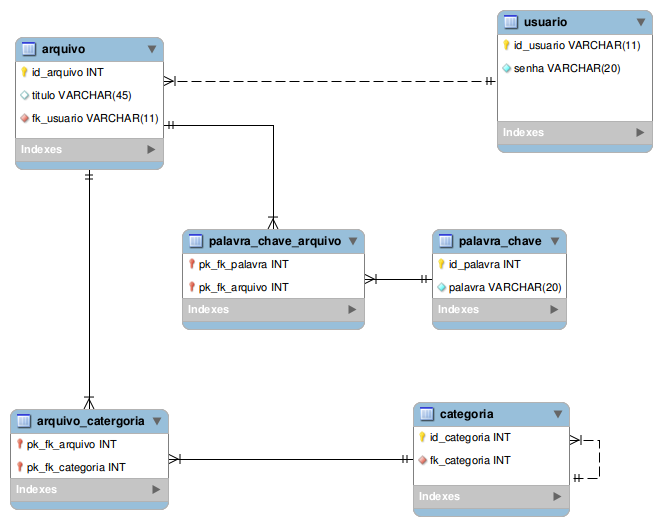 usuario
id_usuario VARCHAR(11)
senha VARCHAR(20)
Indexes
arquivo
id_arquivo INT
titulo VARCHAR(45)
fk_usuario VARCHAR(11)
Indexes
palavra_chave_arquivo
pk_fk_palavra INT
pk_fk_arquivo INT
Indexes
palavra_chave
id_palavra INT
palavra VARCHAR(20)
Indexes
arquivo_catergoria
pk_fk_arquivo INT
pk_fk_categoria INT
Indexes
categoria
id_categoria INT
fk_categoria INT
Indexes